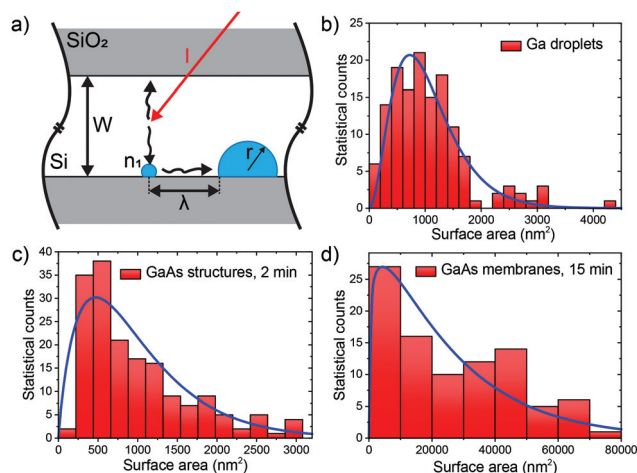 a)
SiO₂
I
W
Si
n₁
r
λ
b)
Ga droplets
Statistical counts
25
20
15
10
5
0
0 1000 2000 3000 4000
Surface area (nm²)
c)
GaAs structures, 2 min
Statistical counts
45
40
35
30
25
20
15
10
5
0
0 500 1000 1500 2000 2500 3000
Surface area (nm²)
d)
GaAs membranes, 15 min
Statistical counts
25
20
15
10
5
0
0 20000 40000 60000 80000
Surface area (nm²)